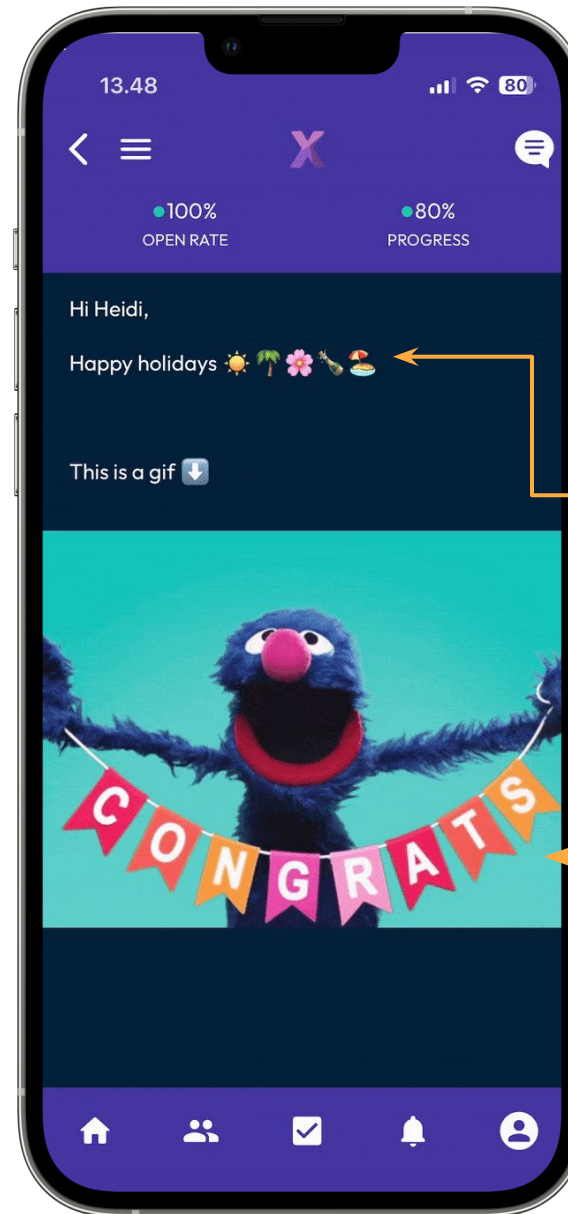 13.48
80
X
100% 80%
OPEN RATE PROGRESS
Hi Heidi,
Happy holidays ☀️🌴🌸🍾🏖️
This is a gif ⬇️
CONGRATS